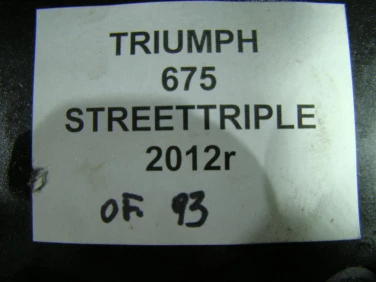 TRIUMPH
675
STREETTRIPLE
2012r
OF 93